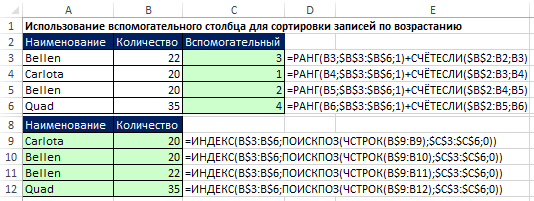 A B C D E
1 Использование вспомогательного столбца для сортировки записей по возрастанию
2 Наименование Количество Вспомогательный
3 Bellen 22 3 =РАНГ(B3;$B$3:$B$6;1)+СЧЁТЕСЛИ($B$2:B2;B3)
4 Carlota 20 1 =РАНГ(B4;$B$3:$B$6;1)+СЧЁТЕСЛИ($B$2:B3;B4)
5 Bellen 20 2 =РАНГ(B5;$B$3:$B$6;1)+СЧЁТЕСЛИ($B$2:B4;B5)
6 Quad 35 4 =РАНГ(B6;$B$3:$B$6;1)+СЧЁТЕСЛИ($B$2:B5;B6)
8 Наименование Количество
9 Carlota 20 =ИНДЕКС(B$3:B$6;ПОИСКПОЗ(ЧСТРОК(B$9:B9);$C$3:$C$6;0))
10 Bellen 20 =ИНДЕКС(B$3:B$6;ПОИСКПОЗ(ЧСТРОК(B$9:B10);$C$3:$C$6;0))
11 Bellen 22 =ИНДЕКС(B$3:B$6;ПОИСКПОЗ(ЧСТРОК(B$9:B11);$C$3:$C$6;0))
12 Quad 35 =ИНДЕКС(B$3:B$6;ПОИСКПОЗ(ЧСТРОК(B$9:B12);$C$3:$C$6;0))